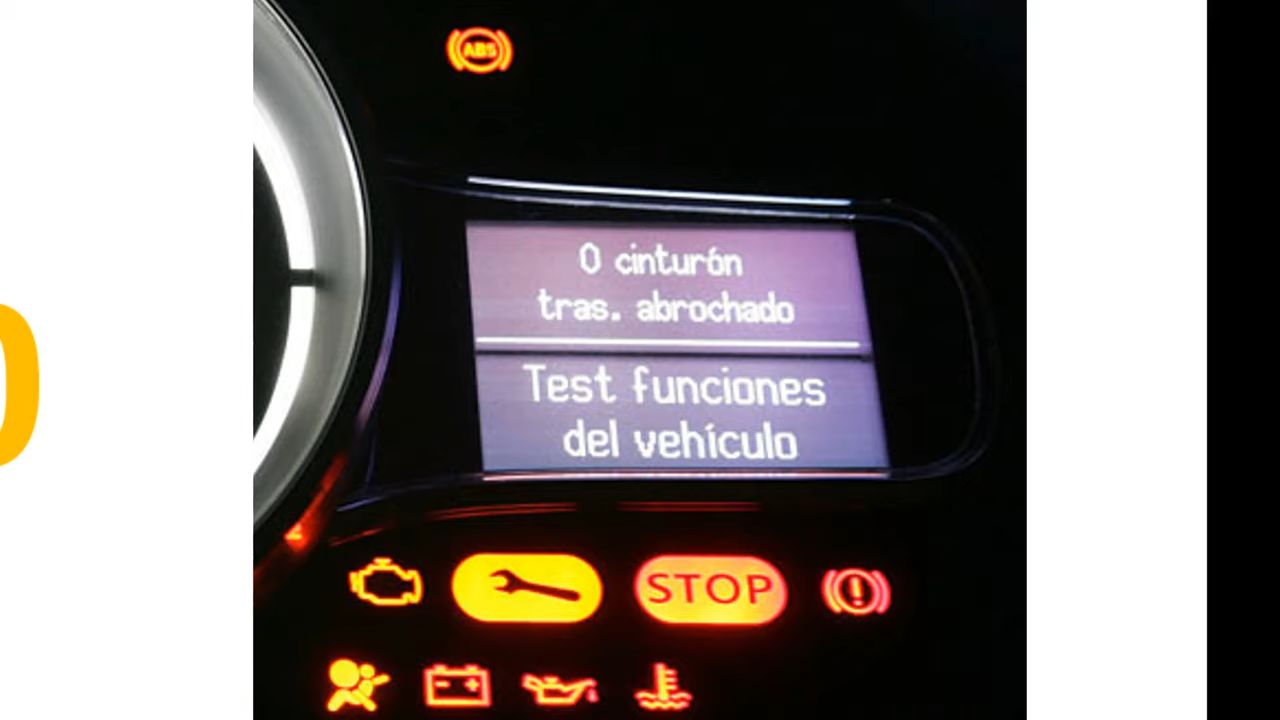 ABS
0 cinturón
tras. abrochado
Test funciones
del vehículo
STOP